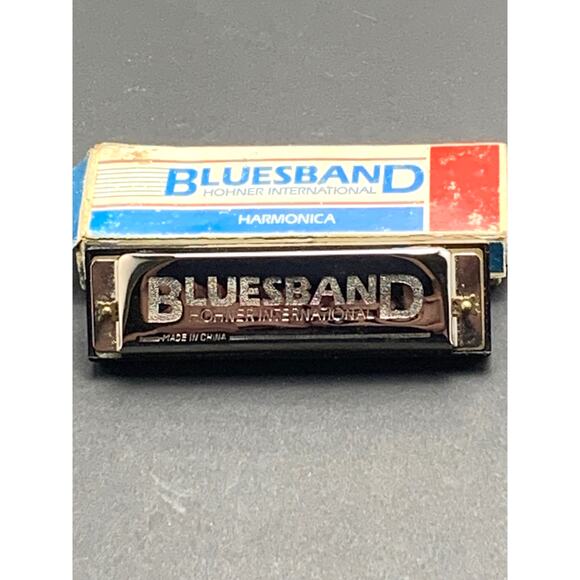 BLUESBAND
HOHNER INTERNATIONAL
HARMONICA
BLUESBAND
HOHNER INTERNATIONAL
MADE IN CHINA